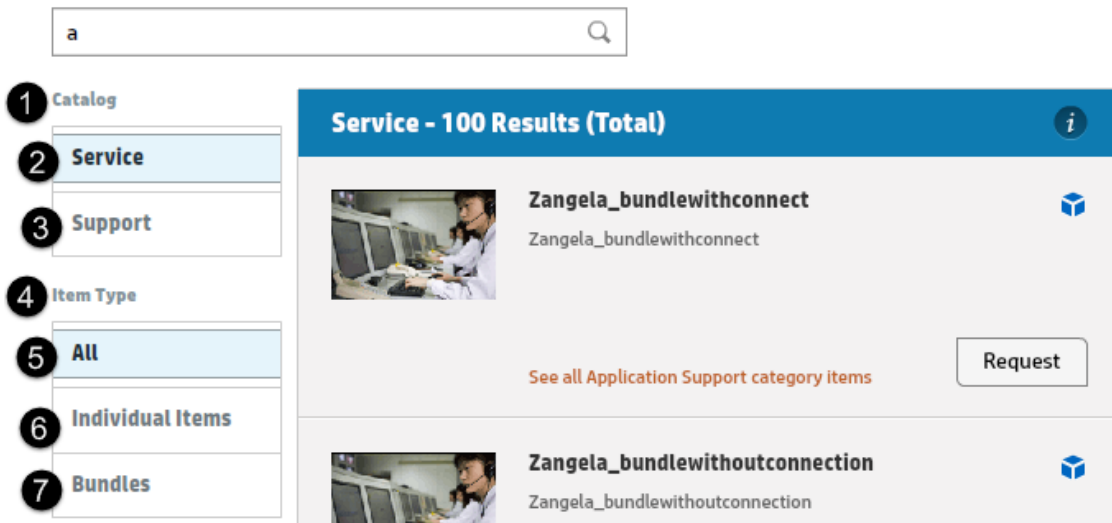 a
1 Catalog
2 Service
3 Support
4 Item Type
5 All
6 Individual Items
7 Bundles
Service - 100 Results (Total)
i
Zangela_bundlewithconnect
Zangela_bundlewithconnect
See all Application Support category items
Request
Zangela_bundlewithoutconnection
Zangela_bundlewithoutconnection